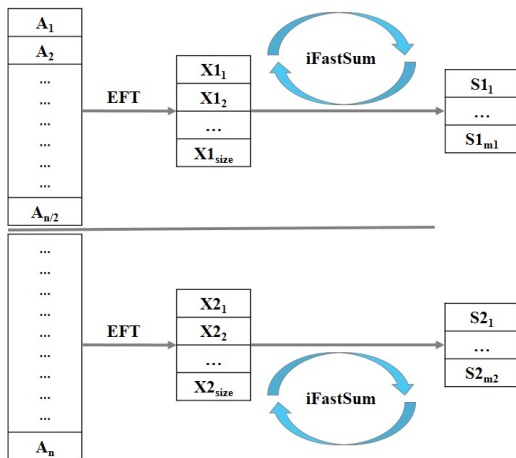 A1
A2
...
...
...
...
...
...
An/2
EFT
X11
X12
...
X1size
iFastSum
S11
...
S1m1
...
...
...
...
...
...
...
...
...
An
EFT
X21
X22
...
X2size
iFastSum
S21
...
S2m2